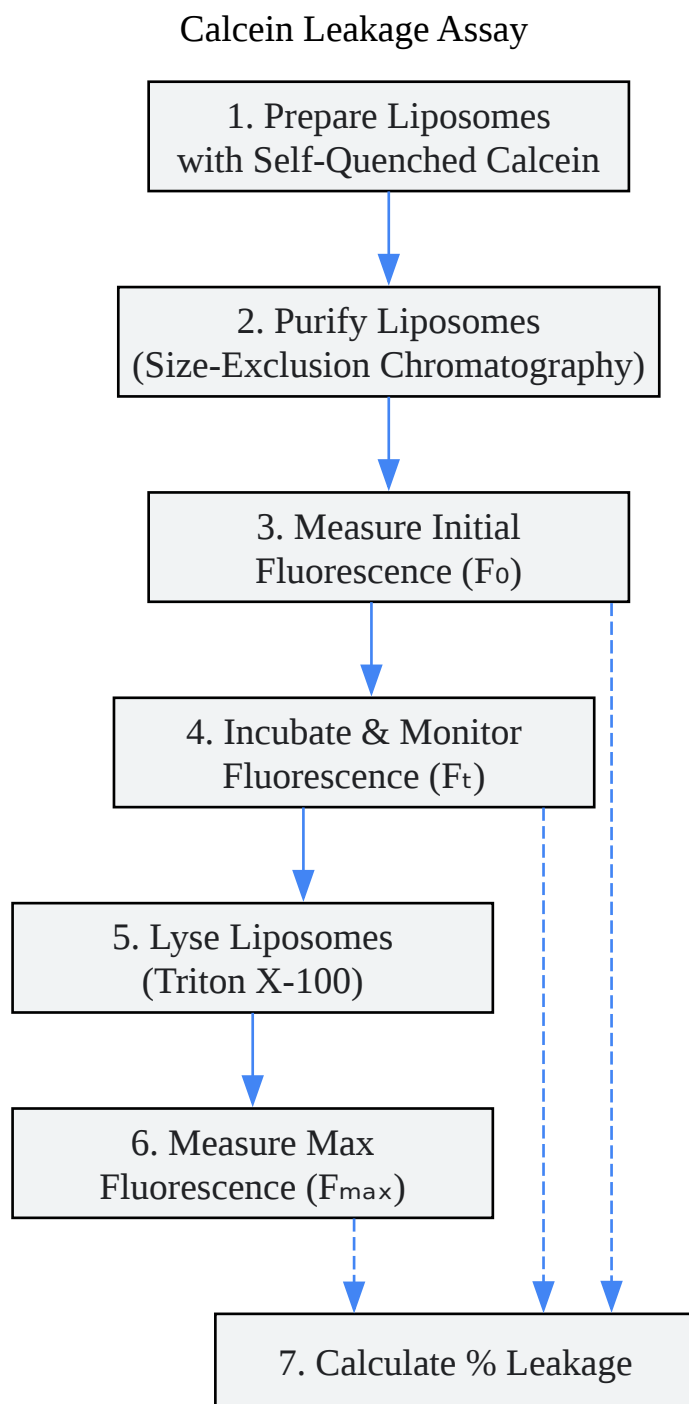 Calcein Leakage Assay
1. Prepare Liposomes
with Self-Quenched Calcein
2. Purify Liposomes
(Size-Exclusion Chromatography)
3. Measure Initial
Fluorescence (F₀)
4. Incubate & Monitor
Fluorescence (Fₜ)
5. Lyse Liposomes
(Triton X-100)
6. Measure Max
Fluorescence (Fₘₐₓ)
7. Calculate % Leakage